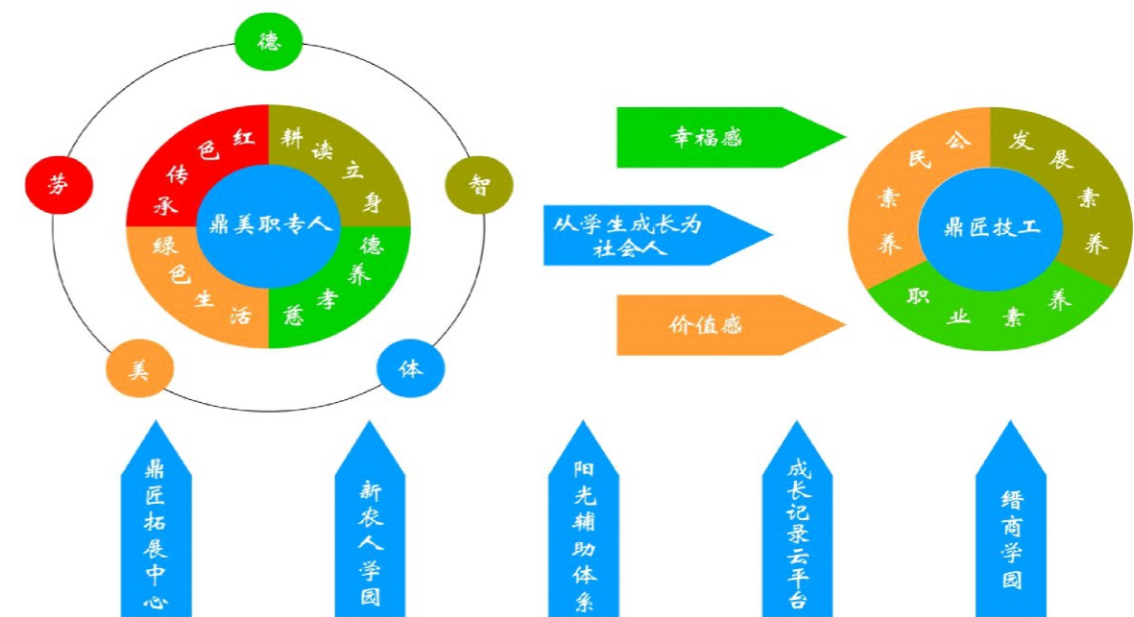 德
智
体
美
劳
红色传承
耕读立身
慈孝养德
绿色生活
鼎美职专人
幸福感
从学生成长为
社会人
价值感
公民素养
发展素养
职业素养
鼎匠技工
鼎匠拓展中心
新农人学园
阳光辅助体系
成长记录云平台
缙商学园